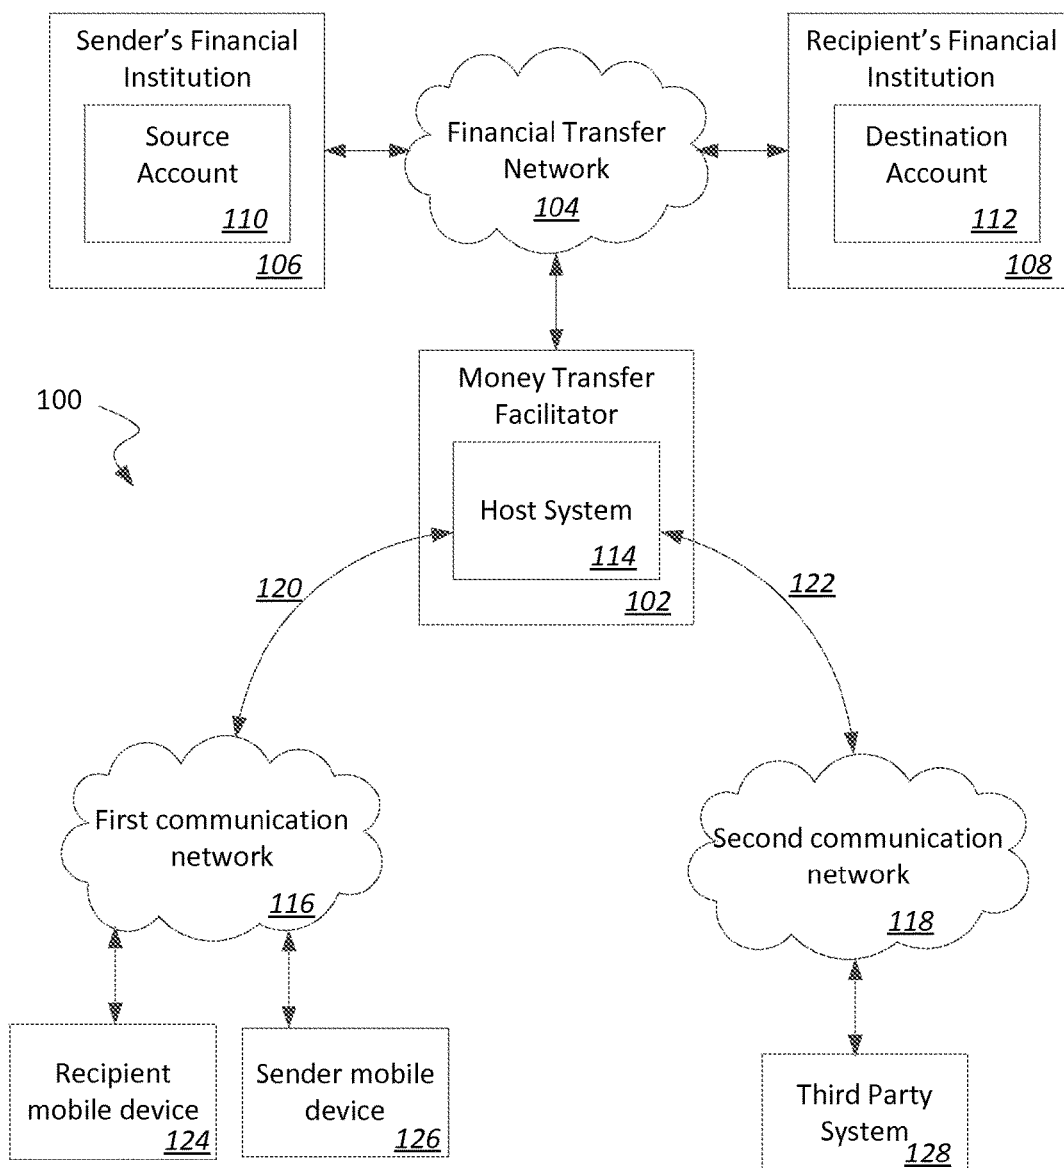 Sender's Financial
Institution
Source
Account
110
106
Financial Transfer
Network
104
Recipient's Financial
Institution
Destination
Account
112
108
100
Money Transfer
Facilitator
Host System
114
102
120
122
First communication
network
116
Second communication
network
118
Recipient
mobile device
124
Sender mobile
device
126
Third Party
System
128